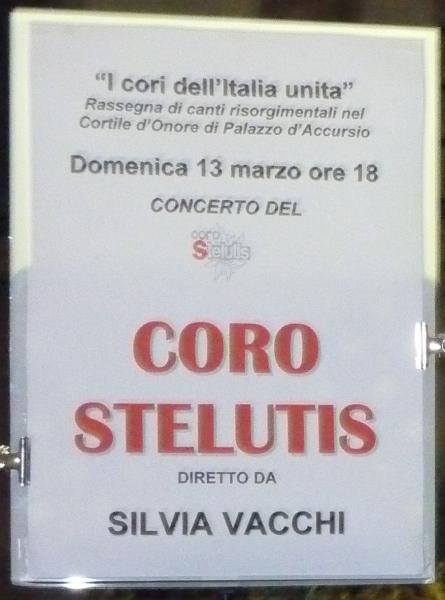 “I cori dell’Italia unita”
Rassegna di canti risorgimentali nel
Cortile d’Onore di Palazzo d’Accursio
Domenica 13 marzo ore 18
CONCERTO DEL
coro
Stelutis
CORO
STELUTIS
DIRETTO DA
SILVIA VACCHI